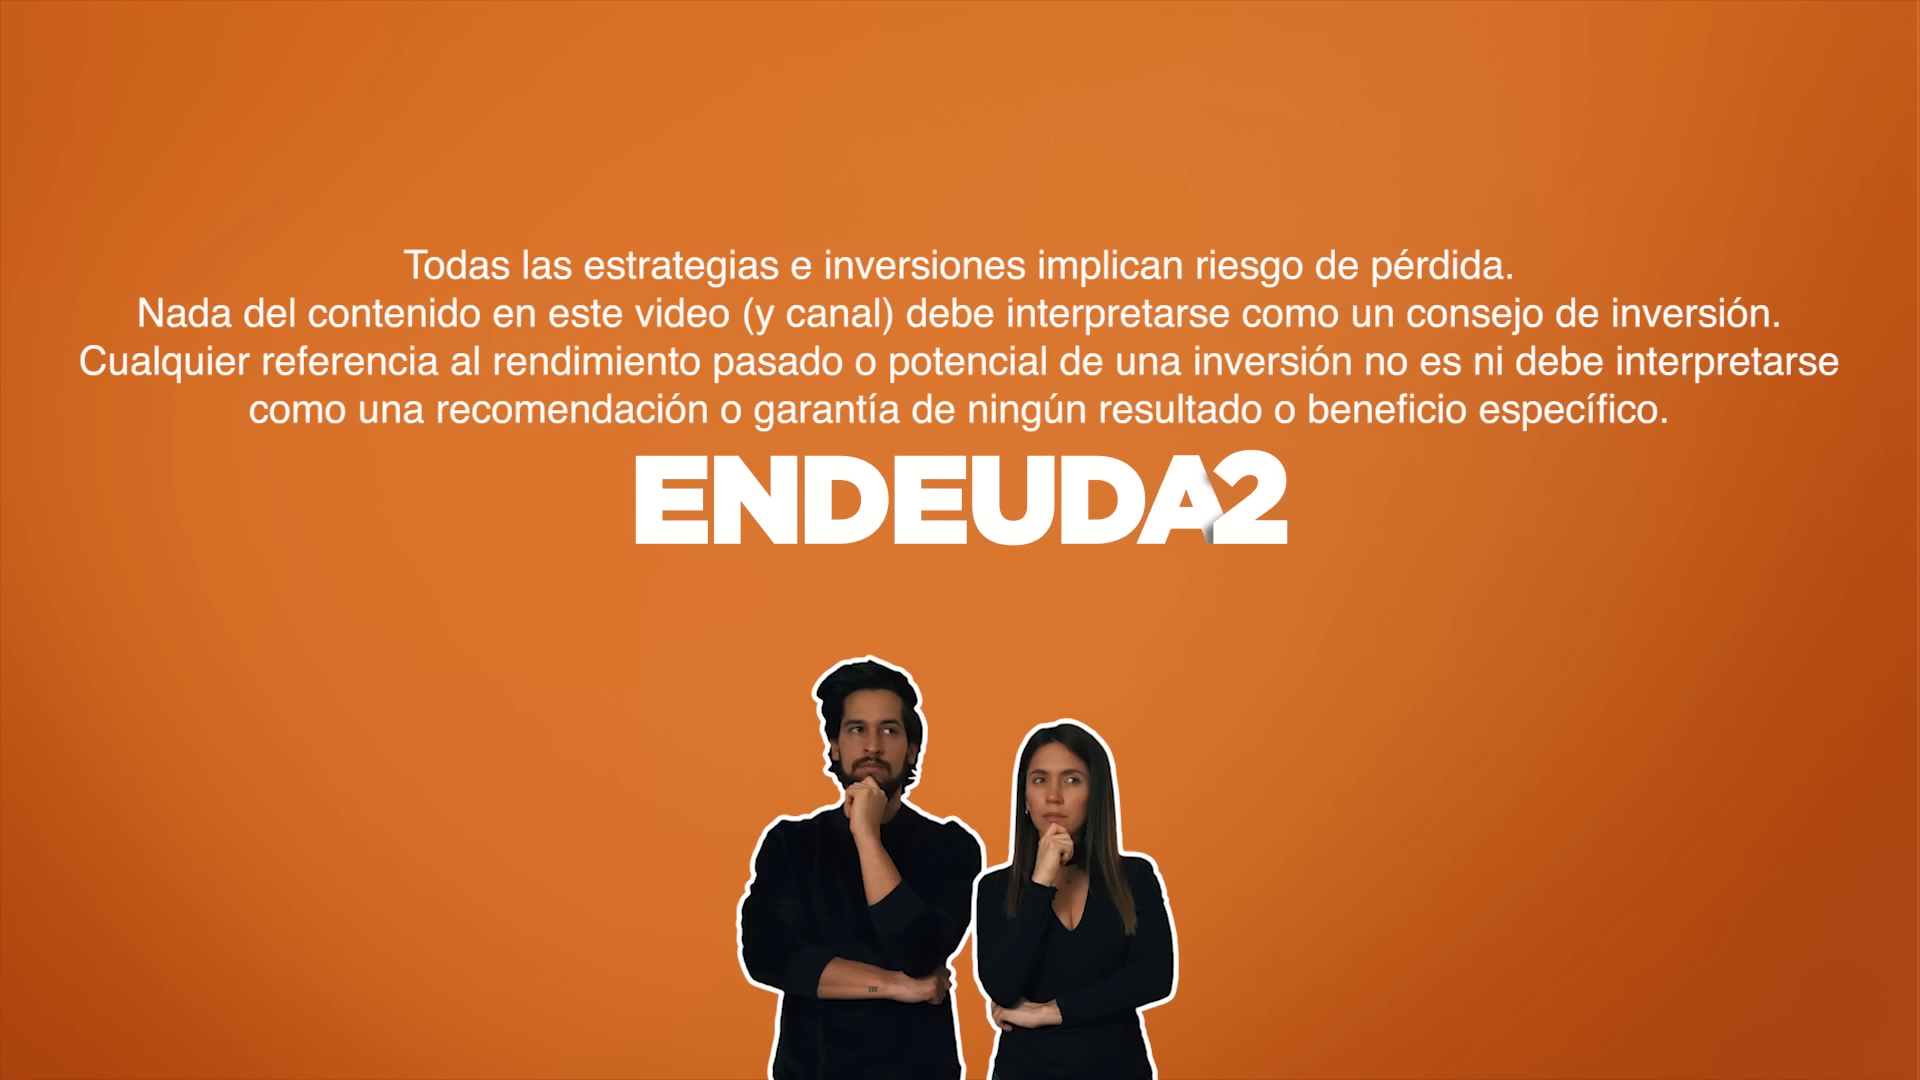 Todas las estrategias e inversiones implican riesgo de pérdida.
Nada del contenido en este video (y canal) debe interpretarse como un consejo de inversión.
Cualquier referencia al rendimiento pasado o potencial de una inversión no es ni debe interpretarse
como una recomendación o garantía de ningún resultado o beneficio específico.
ENDEUDA2